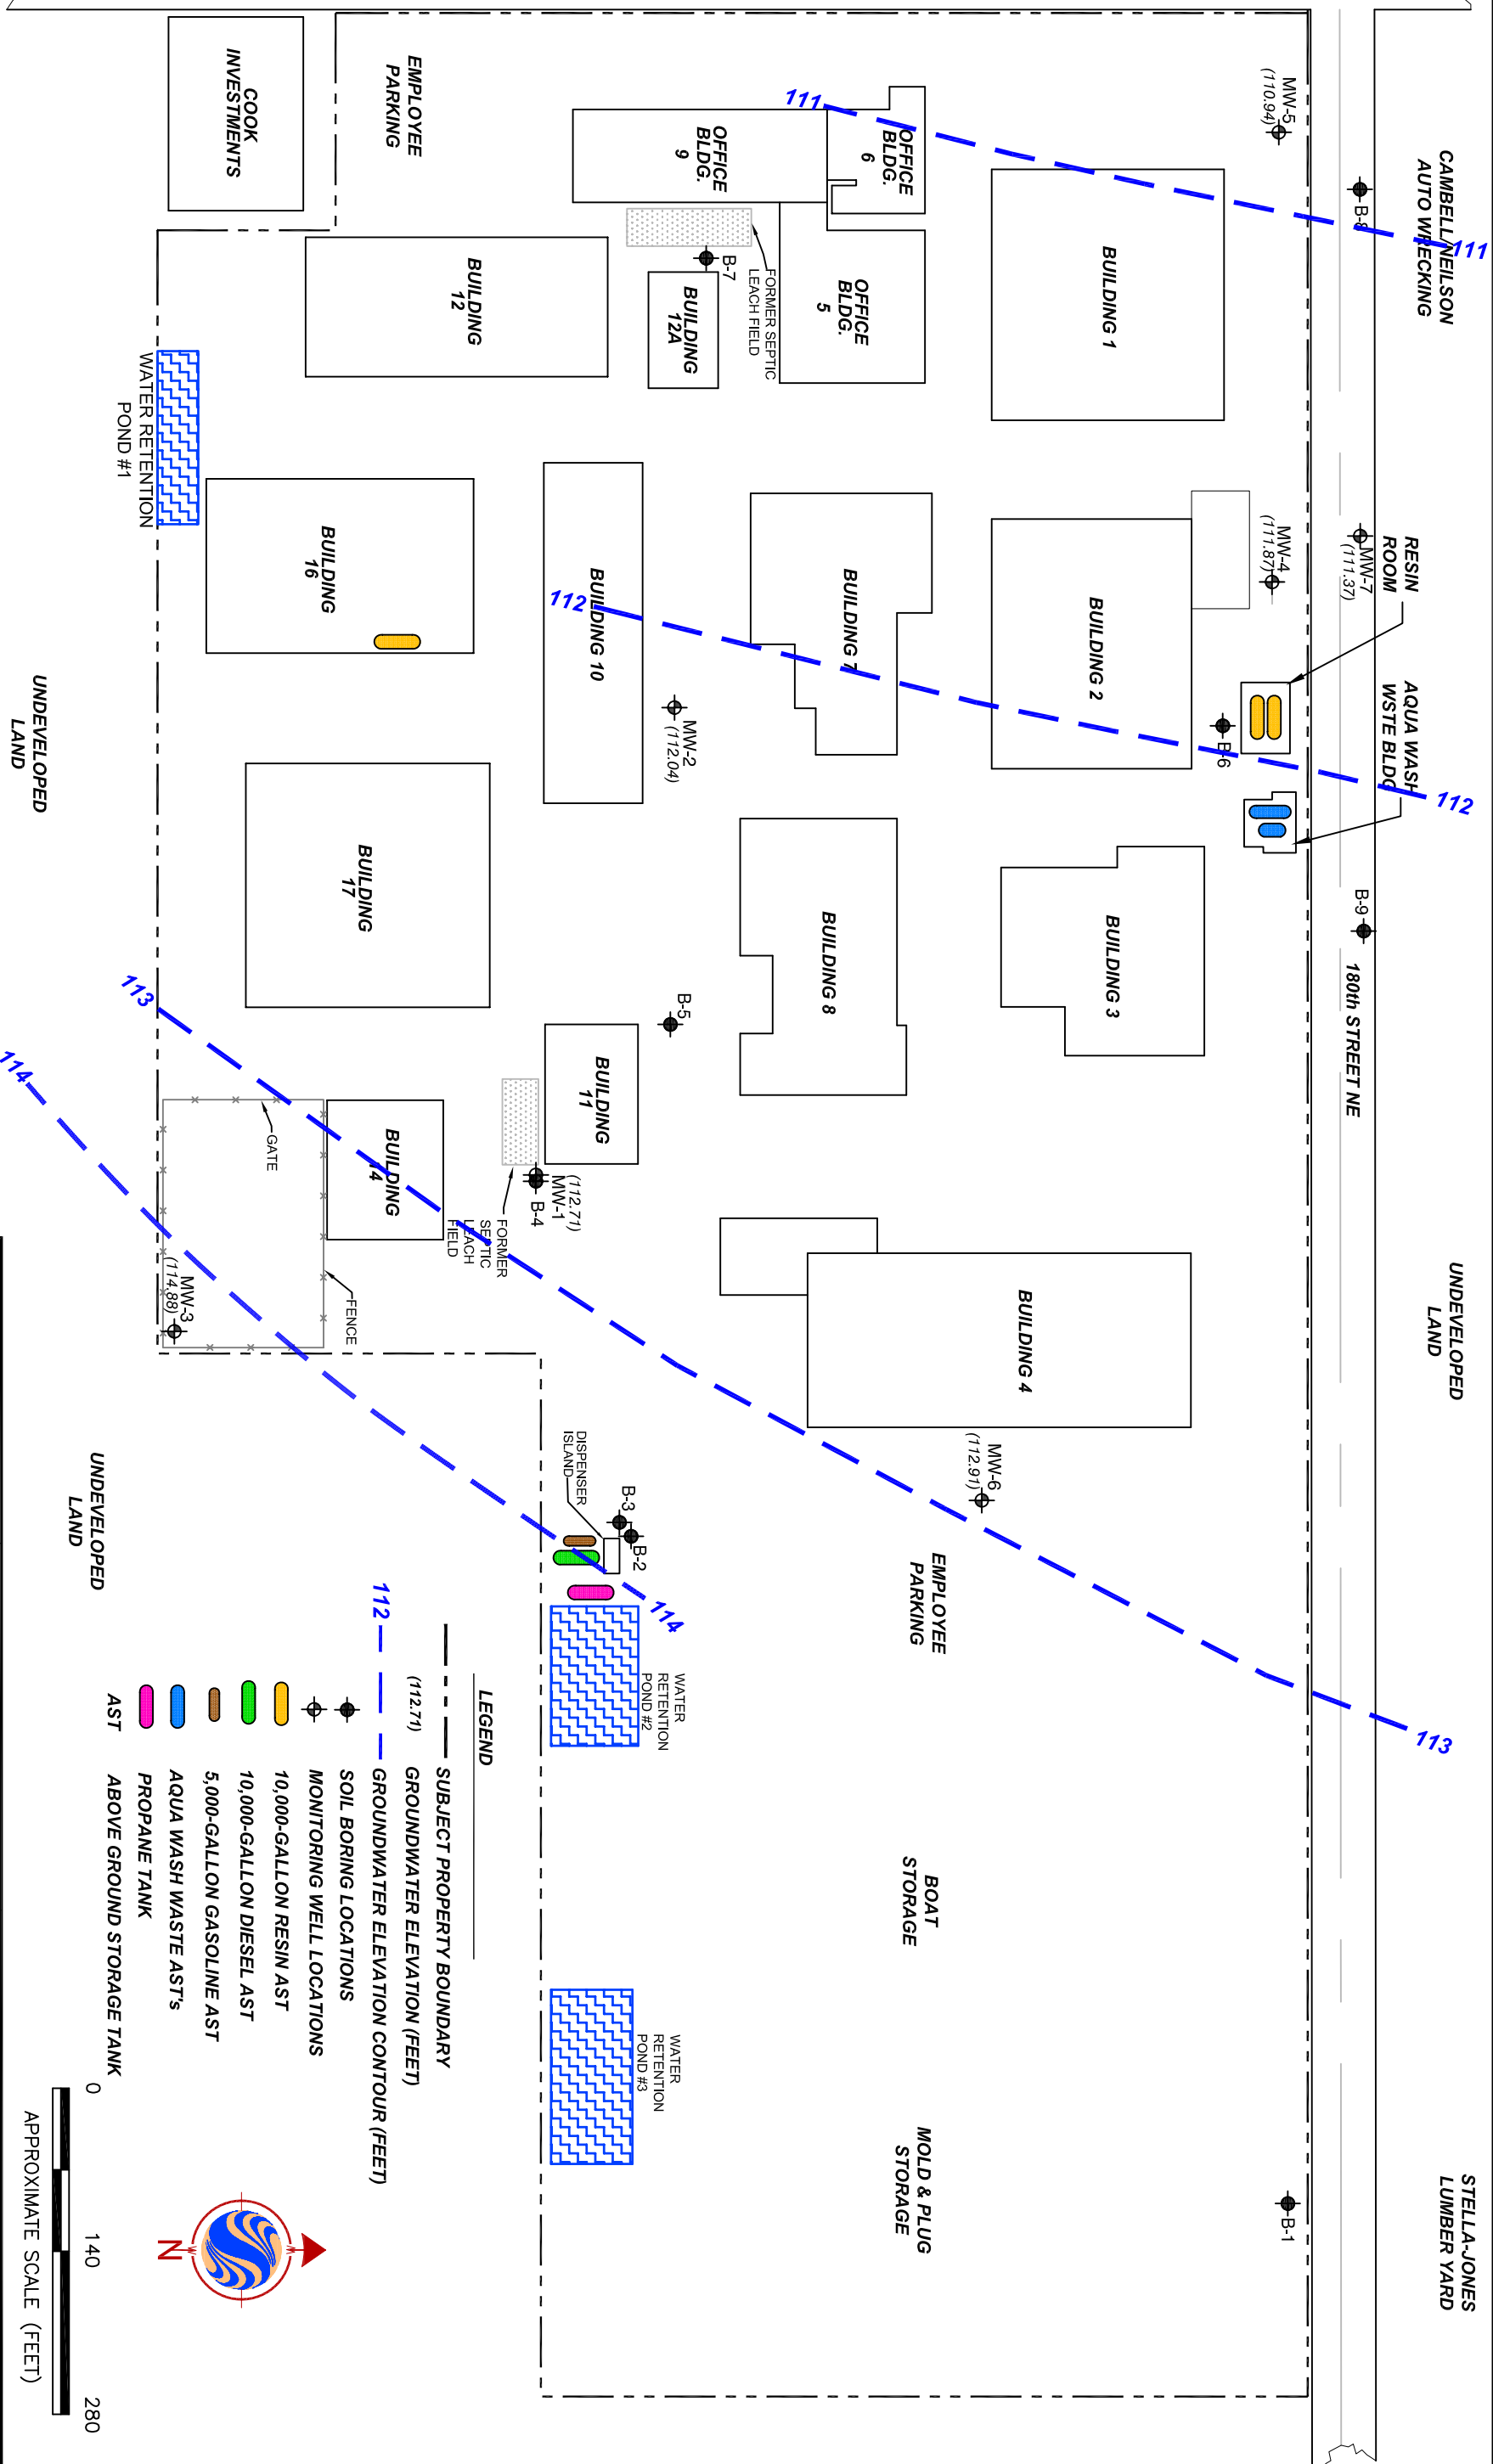 CAMBELL/NEILSON
AUTO WRECKING
UNDEVELOPED
LAND
STELLA-JONES
LUMBER YARD
111
112
113
RESIN
ROOM
AQUA WASH
WSTE BLDG
B-8
MW-7
(111.37)
B-9
180th STREET NE
MW-5
(110.94)
MW-4
(111.87)
B-6
B-1
BUILDING 1
BUILDING 2
BUILDING 3
BUILDING 4
MW-6
(112.91)
EMPLOYEE
PARKING
BOAT
STORAGE
MOLD & PLUG
STORAGE
111
OFFICE
BLDG.
6
OFFICE
BLDG.
5
BUILDING 7
BUILDING 8
OFFICE
BLDG.
9
FORMER SEPTIC
LEACH FIELD
B-7
BUILDING
12A
MW-2
(112.04)
B-5
114
WATER
RETENTION
POND #2
WATER
RETENTION
POND #3
112
BUILDING 10
BUILDING
11
(112.71)
MW-1
B-4
B-3
B-2
DISPENSER
ISLAND
FORMER
SEPTIC
LEACH
FIELD
EMPLOYEE
PARKING
BUILDING
12
BUILDING
16
BUILDING
17
BUILDING
14
FENCE
GATE
COOK
INVESTMENTS
WATER RETENTION
POND #1
113
MW-3
(114.88)
114
UNDEVELOPED
LAND
UNDEVELOPED
LAND
LEGEND
SUBJECT PROPERTY BOUNDARY
(112.71) GROUNDWATER ELEVATION (FEET)
112 GROUNDWATER ELEVATION CONTOUR (FEET)
SOIL BORING LOCATIONS
MONITORING WELL LOCATIONS
10,000-GALLON RESIN AST
10,000-GALLON DIESEL AST
5,000-GALLON GASOLINE AST
AQUA WASH WASTE AST's
PROPANE TANK
AST ABOVE GROUND STORAGE TANK
N
0 140 280
APPROXIMATE SCALE (FEET)